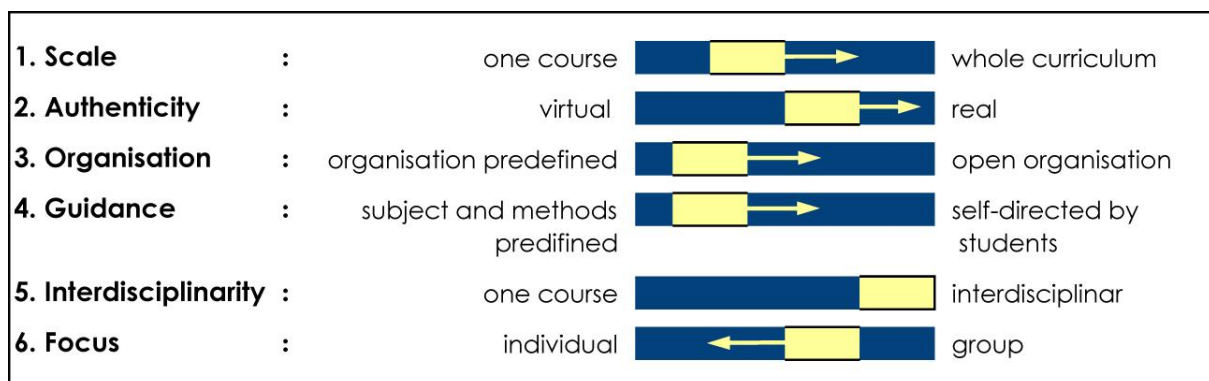 1. Scale : one course whole curriculum
2. Authenticity : virtual real
3. Organisation : organisation predefined open organisation
4. Guidance : subject and methods self-directed by
predifined students
5. Interdisciplinarity : one course interdisciplinar
6. Focus : individual group